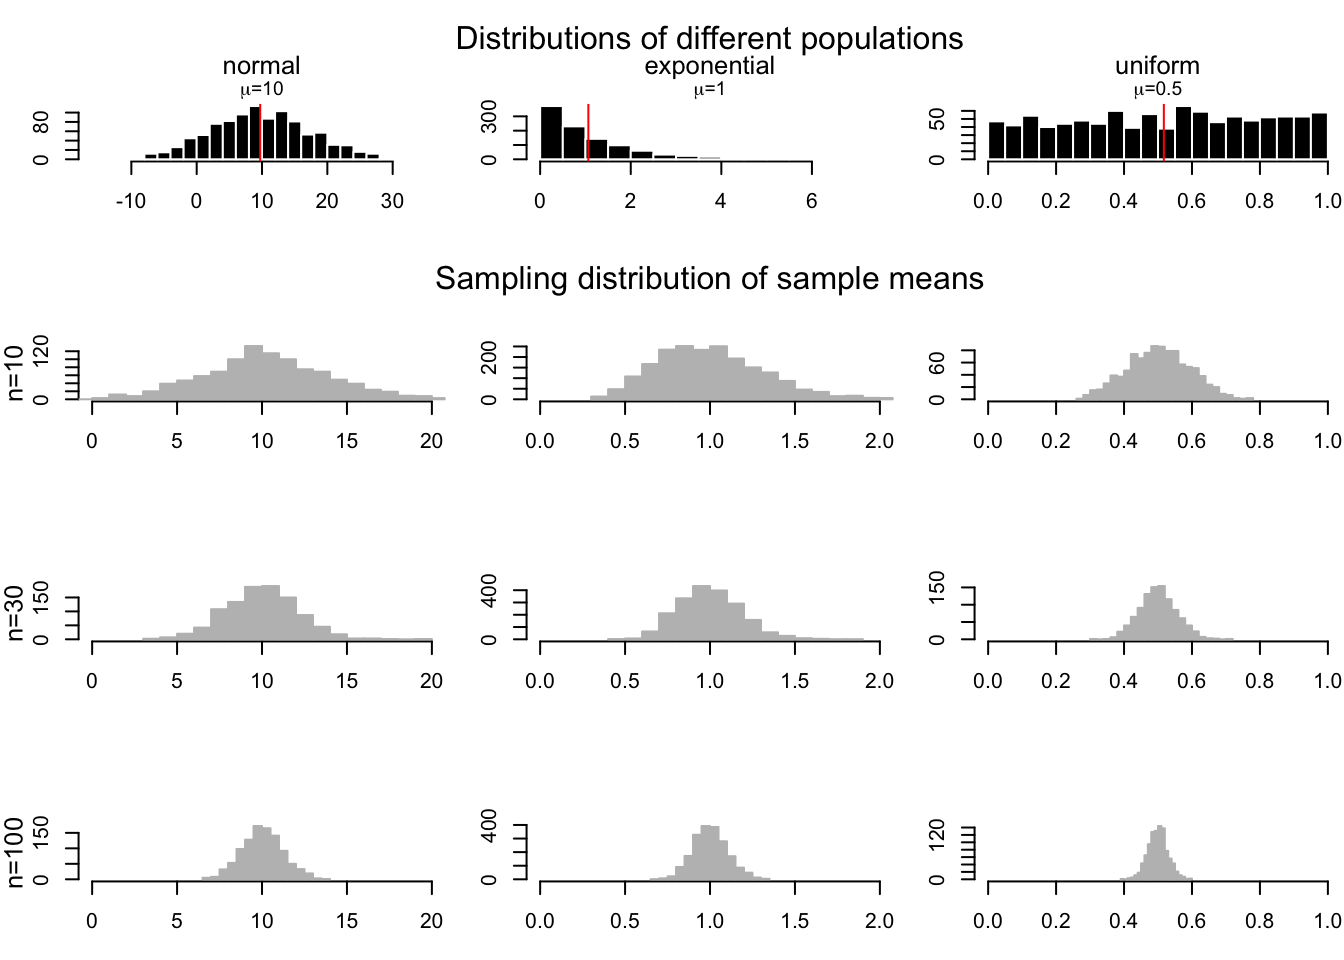 Distributions of different populations
normal exponential uniform
μ=10 μ=1 μ=0.5
0 80 0 300 0 50
-10 0 10 20 30 0 2 4 6 0.0 0.2 0.4 0.6 0.8 1.0
Sampling distribution of sample means
n=10 0 120 0 200 0 60
0 5 10 15 20 0.0 0.5 1.0 1.5 2.0 0.0 0.2 0.4 0.6 0.8 1.0
n=30 0 150 0 400 0 150
0 5 10 15 20 0.0 0.5 1.0 1.5 2.0 0.0 0.2 0.4 0.6 0.8 1.0
n=100 0 150 0 400 0 120
0 5 10 15 20 0.0 0.5 1.0 1.5 2.0 0.0 0.2 0.4 0.6 0.8 1.0